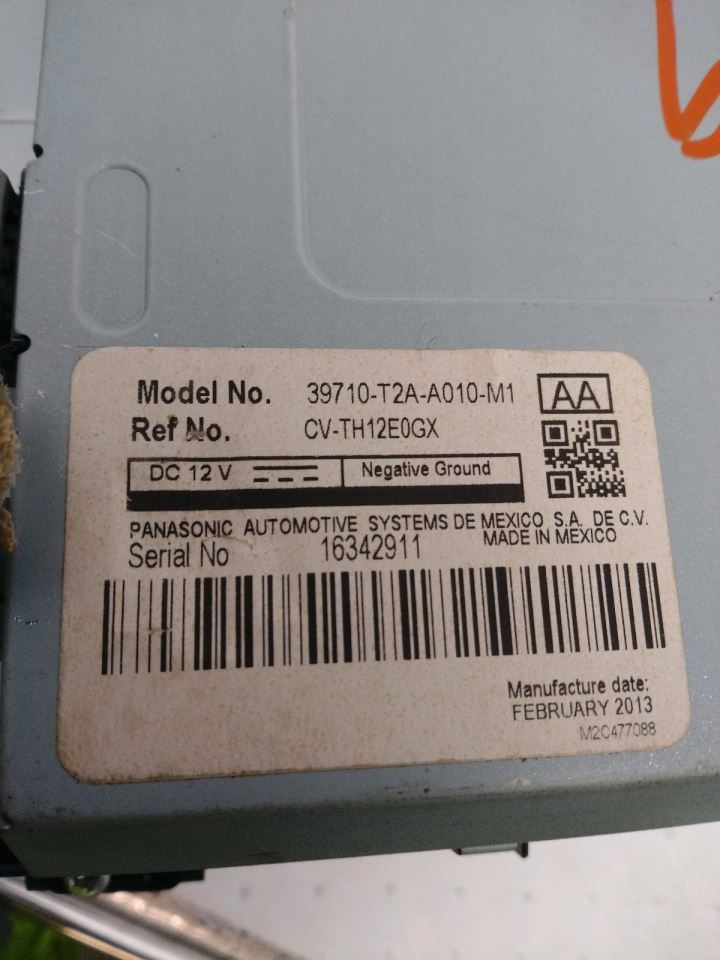 Model No. 39710-T2A-A010-M1 AA
Ref No. CV-TH12E0GX
DC 12 V Negative Ground
PANASONIC AUTOMOTIVE SYSTEMS DE MEXICO S.A. DE C.V.
MADE IN MEXICO
Serial No 16342911
Manufacture date:
FEBRUARY 2013
M2C477088